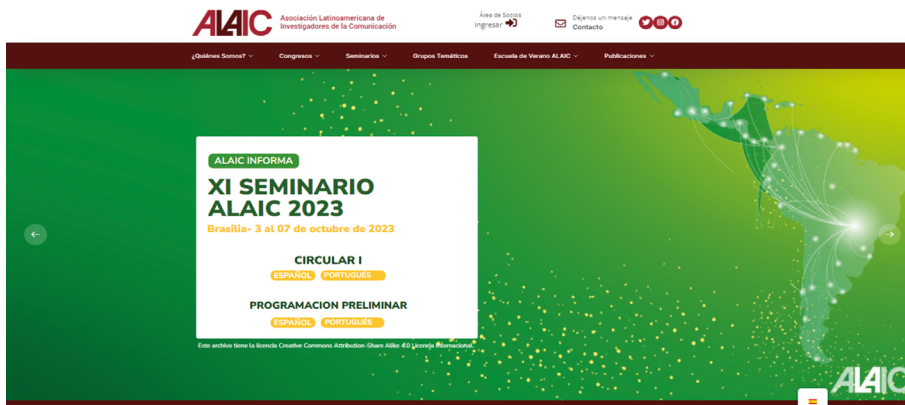 ALAIC
Asociación Latinoamericana de
Investigadores de la Comunicación
Área de Socios
Ingresar
Déjenos un mensaje
Contacto
¿Quiénes Somos?
Congresos
Seminarios
Grupos Temáticos
Escuela de Verano ALAIC
Publicaciones
ALAIC INFORMA
XI SEMINARIO
ALAIC 2023
Brasilia- 3 al 07 de octubre de 2023
CIRCULAR I
ESPAÑOL PORTUGUÉS
PROGRAMACION PRELIMINAR
ESPAÑOL PORTUGUÉS
Este archivo tiene la licencia Creative Commons Attribution-Share Alike 4.0 Licencia Internacional.
ALAIC